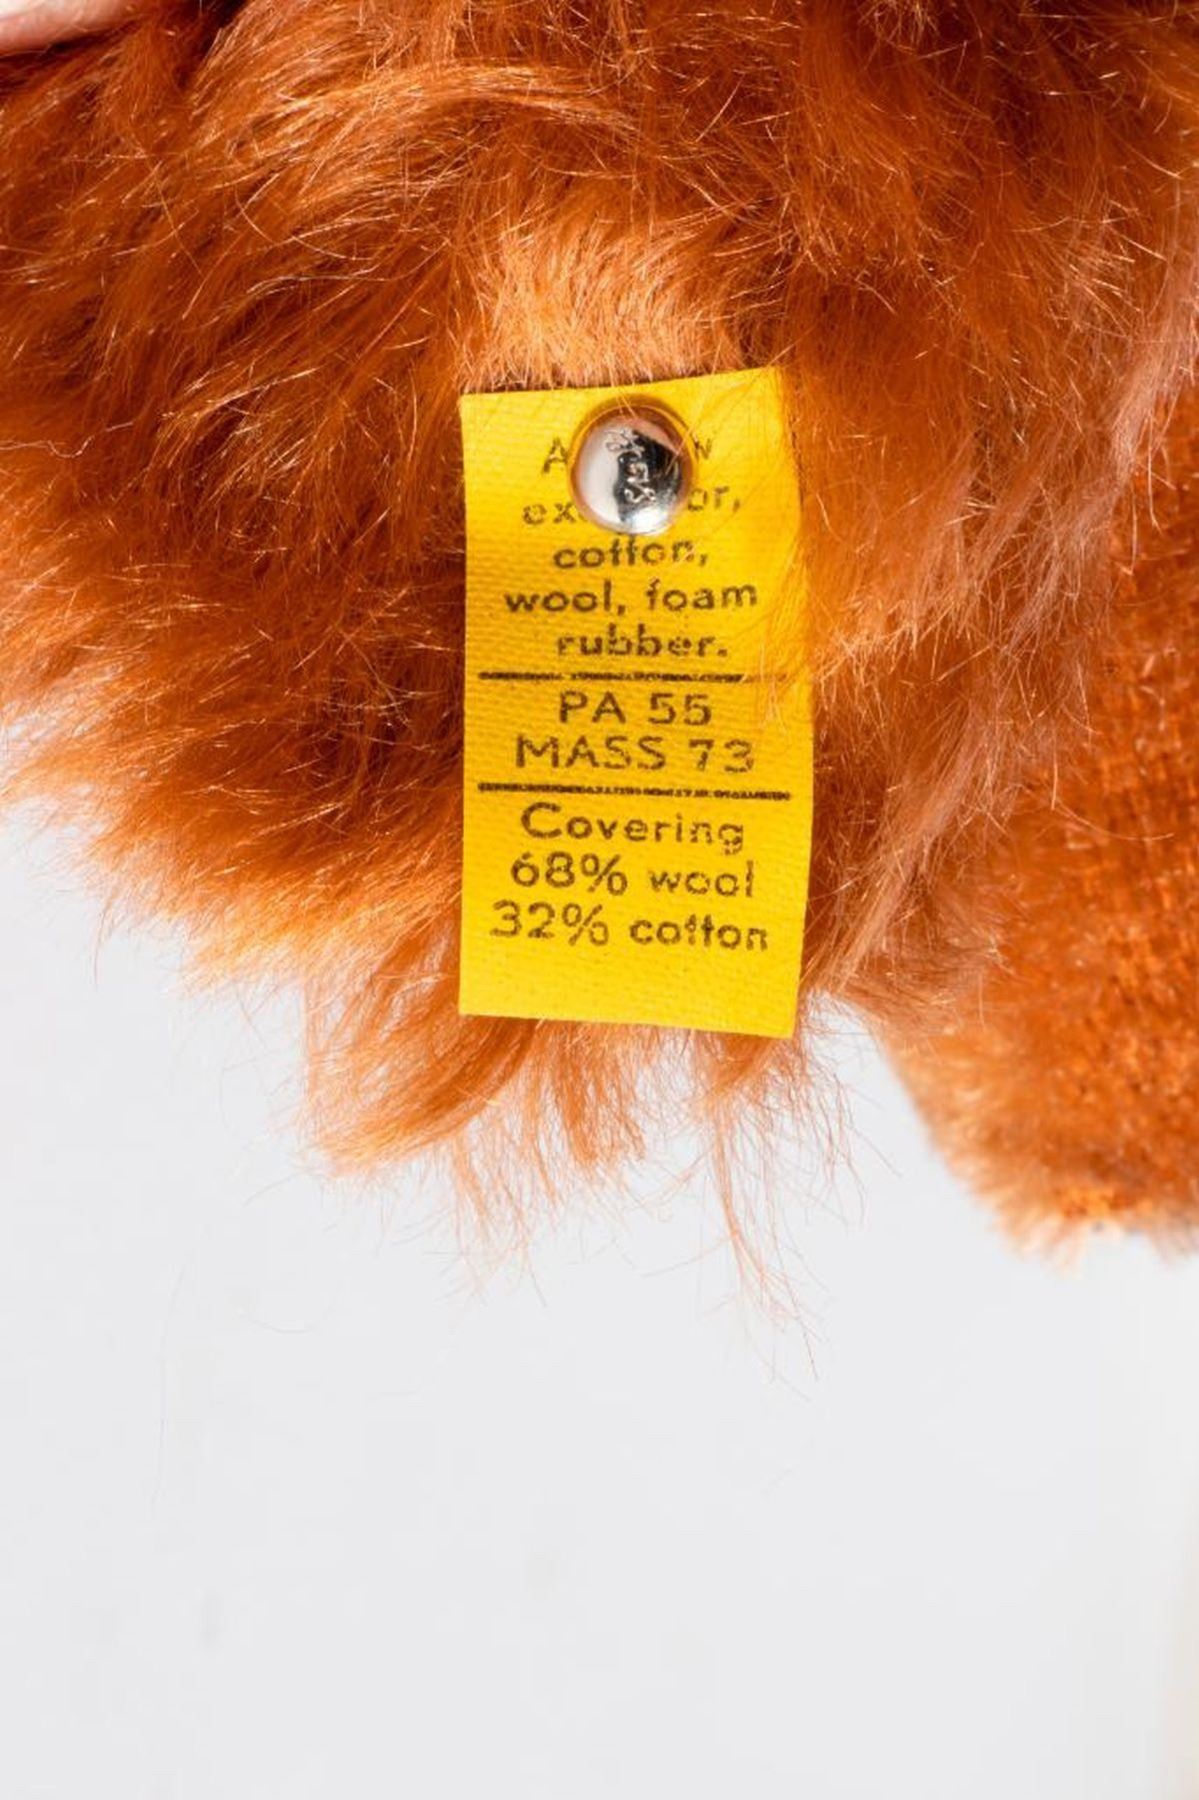 cotton,
wool, foam
rubber.
PA 55
MASS 73
Covering
68% wool
32% cotton